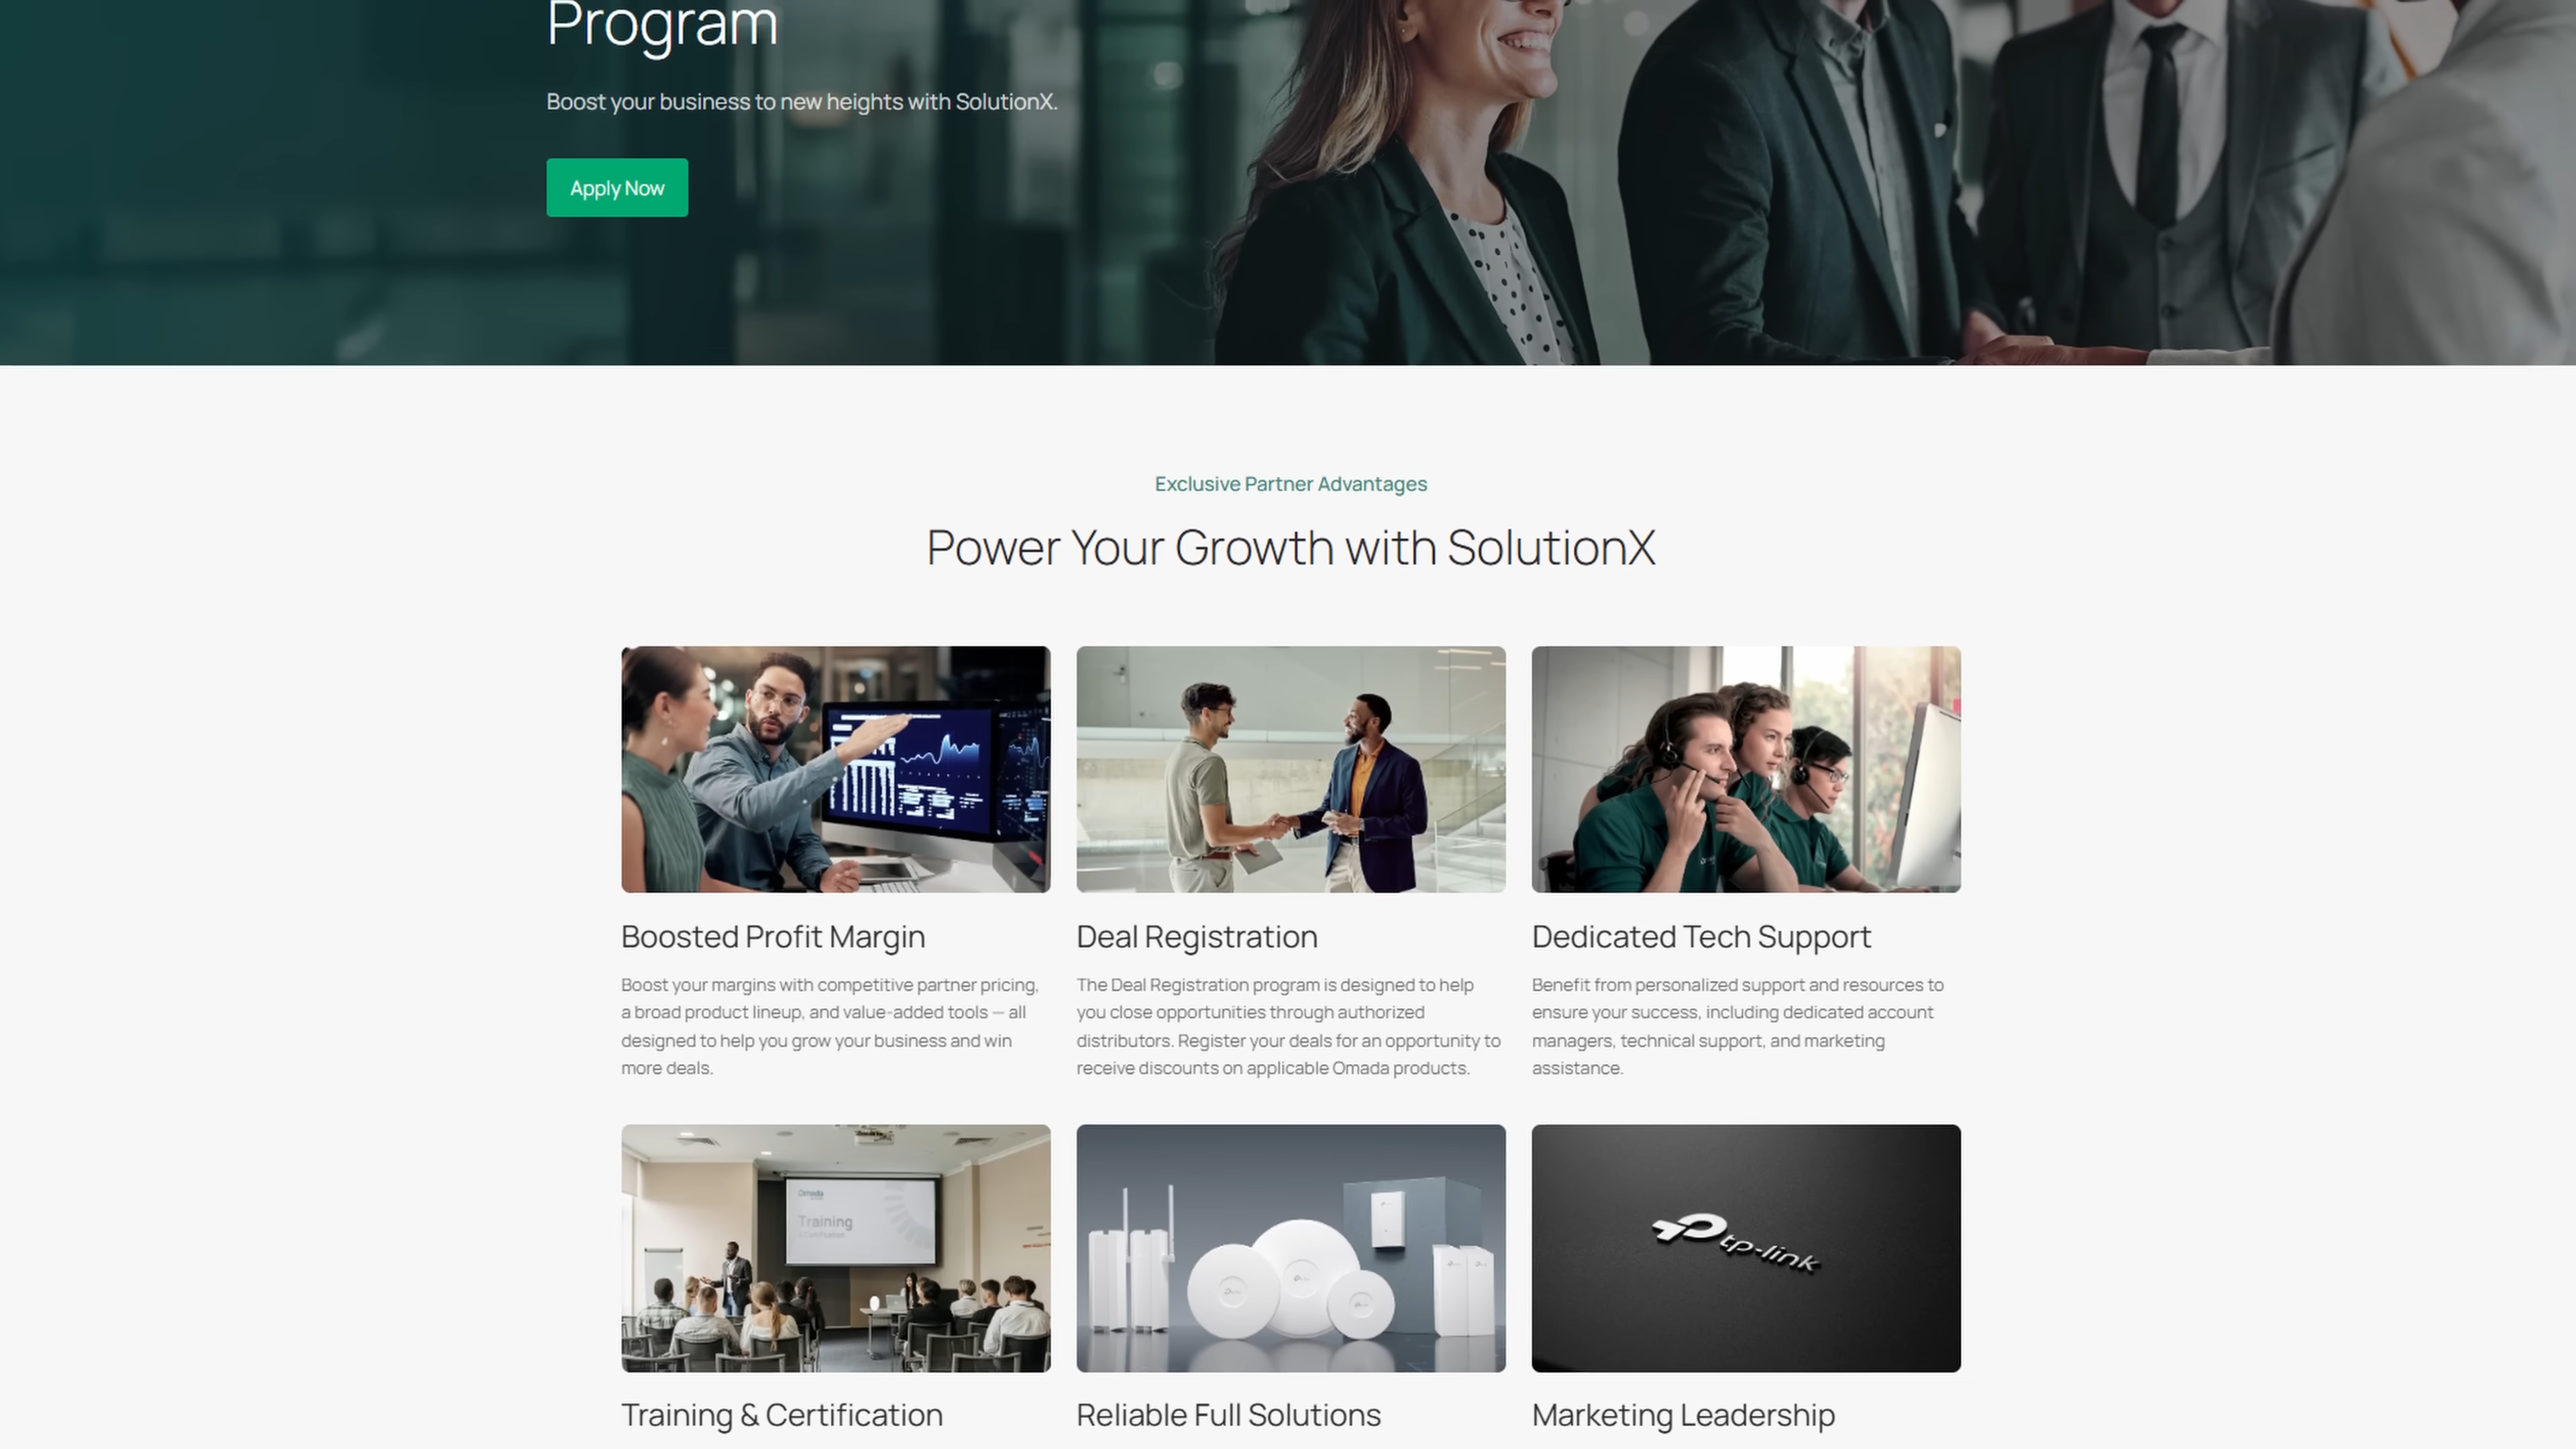 Program
Boost your business to new heights with SolutionX.
Apply Now
Exclusive Partner Advantages
Power Your Growth with SolutionX
Boosted Profit Margin
Deal Registration
Dedicated Tech Support
Boost your margins with competitive partner pricing,
a broad product lineup, and value-added tools — all
designed to help you grow your business and win
more deals.
The Deal Registration program is designed to help
you close opportunities through authorized
distributors. Register your deals for an opportunity to
receive discounts on applicable Omada products.
Benefit from personalized support and resources to
ensure your success, including dedicated account
managers, technical support, and marketing
assistance.
Omada
Training
tp-link
Training & Certification
Reliable Full Solutions
Marketing Leadership